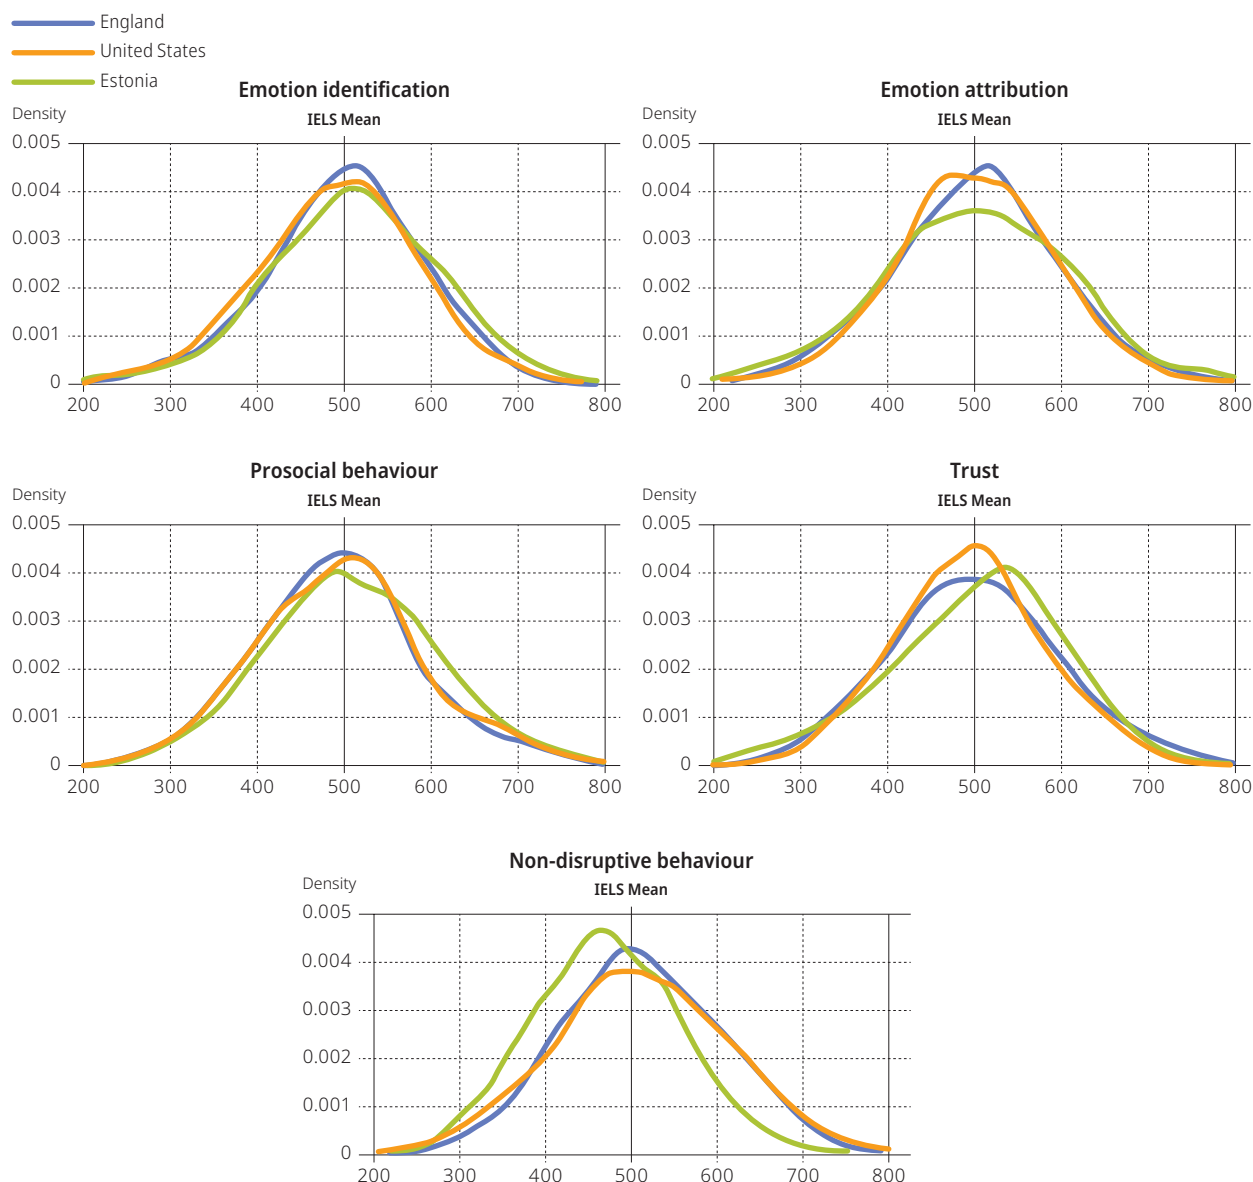 England
United States
Estonia
Emotion identification
Density
IELS Mean
0.005
0.004
0.003
0.002
0.001
0
200 300 400 500 600 700 800
Emotion attribution
Density
IELS Mean
0.005
0.004
0.003
0.002
0.001
0
200 300 400 500 600 700 800
Prosocial behaviour
Density
IELS Mean
0.005
0.004
0.003
0.002
0.001
0
200 300 400 500 600 700 800
Trust
Density
IELS Mean
0.005
0.004
0.003
0.002
0.001
0
200 300 400 500 600 700 800
Non-disruptive behaviour
Density
IELS Mean
0.005
0.004
0.003
0.002
0.001
0
200 300 400 500 600 700 800